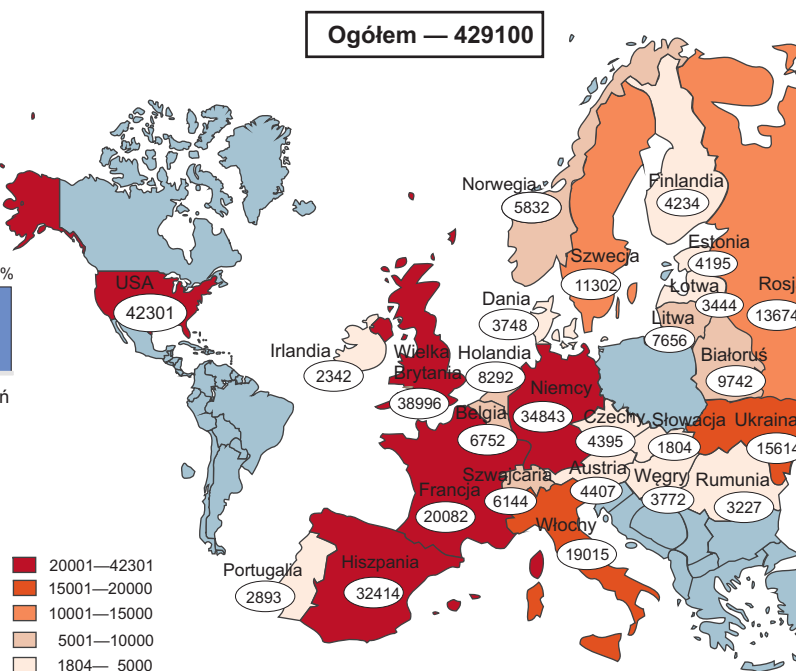 Ogółem — 429100
Norwegia
5832
Finlandia
4234
Szwecja
11302
Estonia
4195
Łotwa
3444
Rosj
13674
%
USA
42301
Dania
3748
Litwa
7656
Irlandia
2342
Wielka
Brytania
38996
Holandia
8292
Białoruś
9742
ń
Niemcy
34843
Belgia
6752
Czechy
4395
Słowacja
1804
Ukraina
15614
Szwajcaria
6144
Austria
4407
Węgry
3772
Rumunia
3227
Francja
20082
Włochy
19015
Portugalia
2893
Hiszpania
32414
20001—42301
15001—20000
10001—15000
5001—10000
1804— 5000